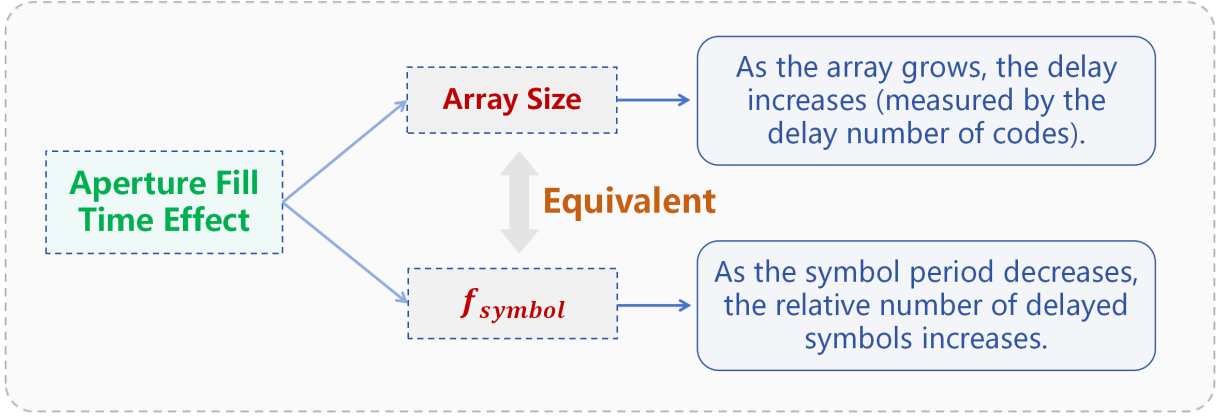 Aperture Fill
Time Effect
Array Size
As the array grows, the delay
increases (measured by the
delay number of codes).
Equivalent
f_symbol
As the symbol period decreases,
the relative number of delayed
symbols increases.